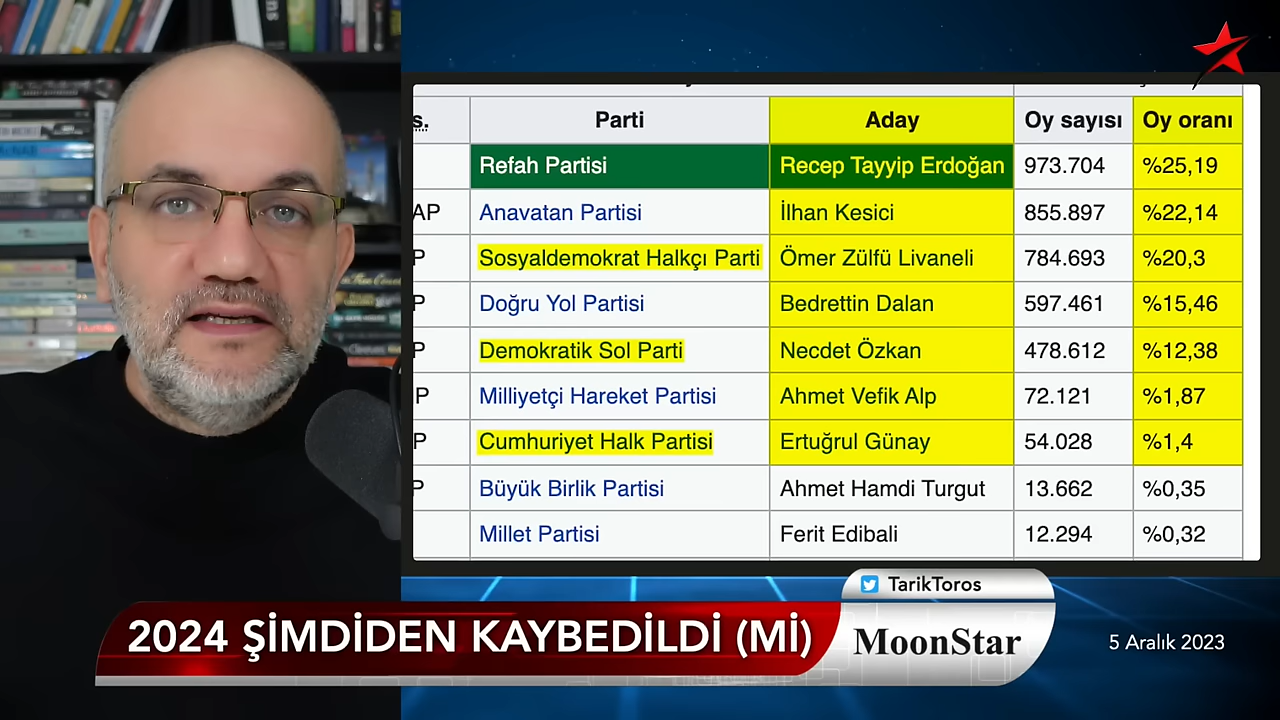 s. Parti Aday Oy sayısı Oy oranı
Refah Partisi Recep Tayyip Erdoğan 973.704 %25,19
AP Anavatan Partisi İlhan Kesici 855.897 %22,14
P Sosyaldemokrat Halkçı Parti Ömer Zülfü Livaneli 784.693 %20,3
P Doğru Yol Partisi Bedrettin Dalan 597.461 %15,46
P Demokratik Sol Parti Necdet Özkan 478.612 %12,38
P Milliyetçi Hareket Partisi Ahmet Vefik Alp 72.121 %1,87
P Cumhuriyet Halk Partisi Ertuğrul Günay 54.028 %1,4
P Büyük Birlik Partisi Ahmet Hamdi Turgut 13.662 %0,35
Millet Partisi Ferit Edibali 12.294 %0,32
TarikToros
2024 ŞİMDİDEN KAYBEDİLDİ (Mİ)
MoonStar
5 Aralık 2023